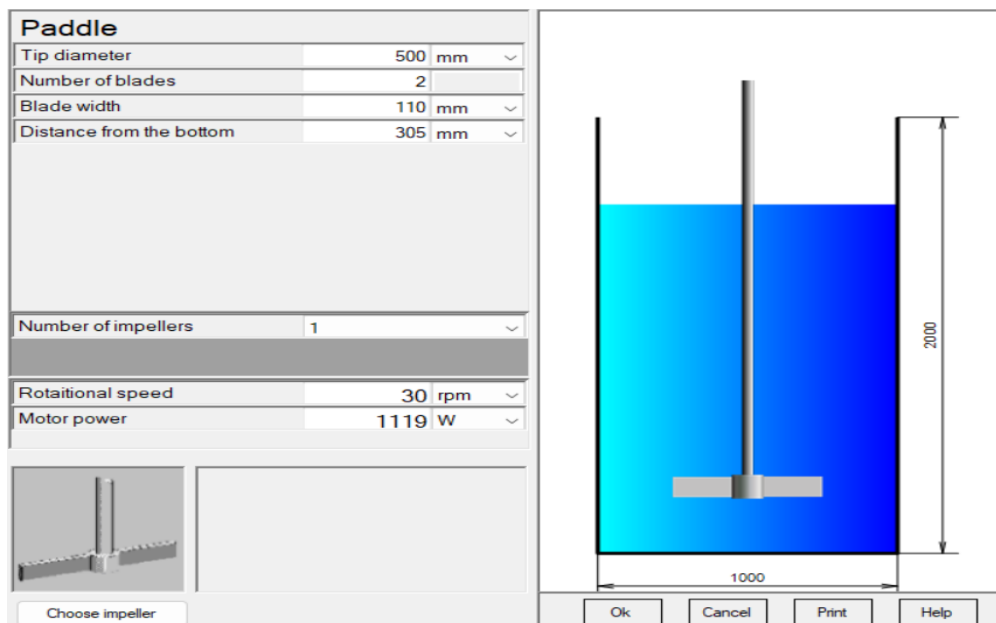 Paddle
Tip diameter 500 mm
Number of blades 2
Blade width 110 mm
Distance from the bottom 305 mm
Number of impellers 1
Rotaitional speed 30 rpm
Motor power 1119 W
Choose impeller
2000
1000
Ok Cancel Print Help